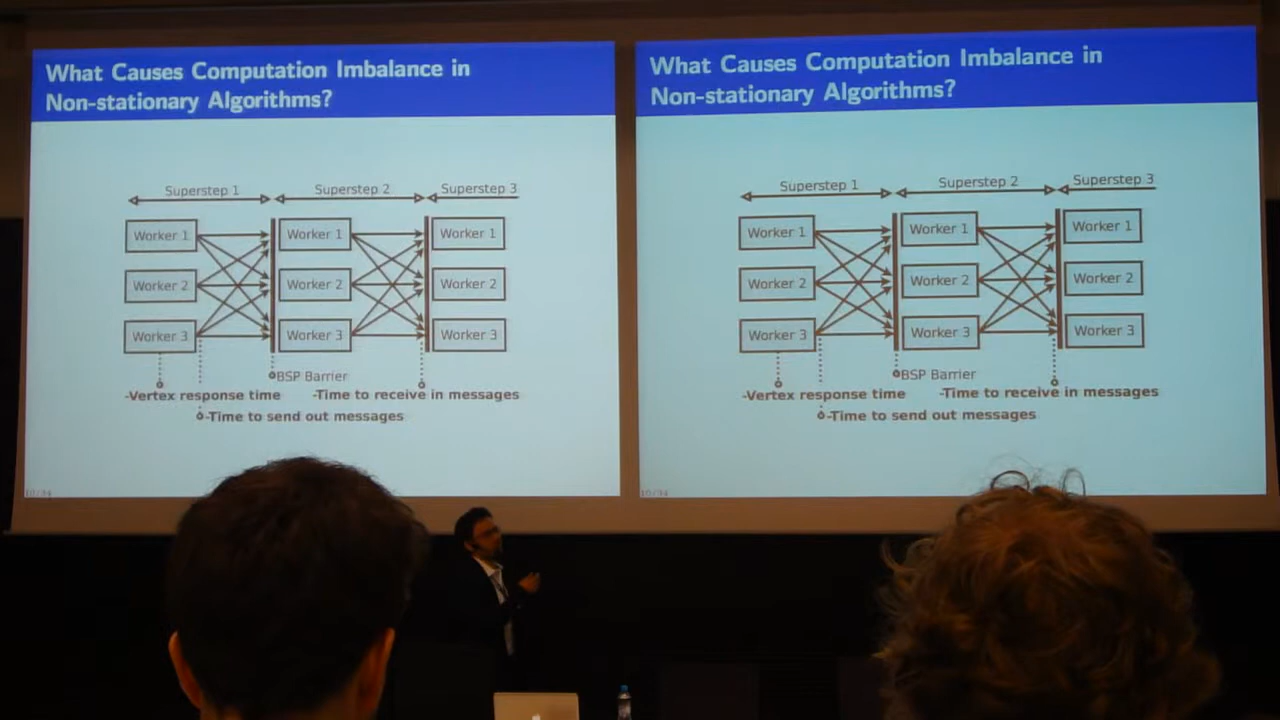 What Causes Computation Imbalance in
Non-stationary Algorithms?
Superstep 1
Superstep 2
Superstep 3
Worker 1
Worker 1
Worker 1
Worker 2
Worker 2
Worker 2
Worker 3
Worker 3
Worker 3
BSP Barrier
-Vertex response time
-Time to receive in messages
-Time to send out messages
What Causes Computation Imbalance in
Non-stationary Algorithms?
Superstep 1
Superstep 2
Superstep 3
Worker 1
Worker 1
Worker 1
Worker 2
Worker 2
Worker 2
Worker 3
Worker 3
Worker 3
BSP Barrier
-Vertex response time
-Time to receive in messages
-Time to send out messages